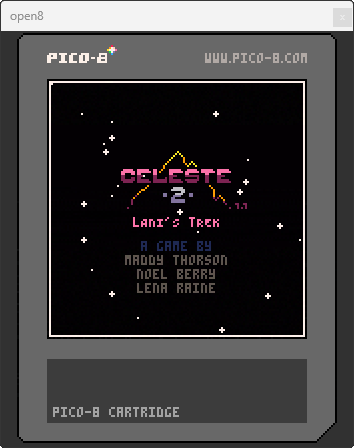 open8
x
PICO-8
WWW.PICO-8.COM
CELESTE
·2·
1.1
LANI'S TREK
A GAME BY
MADDY THORSON
NOEL BERRY
LENA RAINE
PICO-8 CARTRIDGE